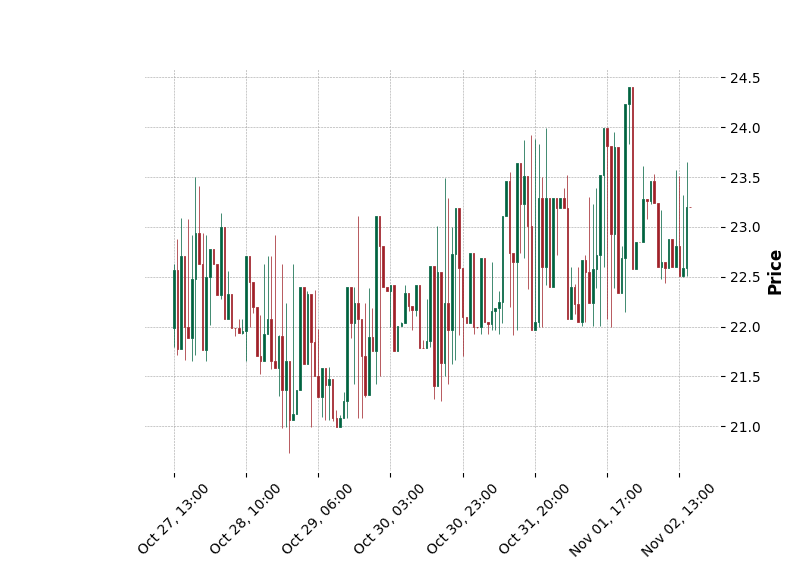 24.5
24.0
23.5
23.0
22.5
22.0
21.5
21.0
Price
Oct 27, 13:00
Oct 28, 10:00
Oct 29, 06:00
Oct 30, 03:00
Oct 30, 23:00
Oct 31, 20:00
Nov 01, 17:00
Nov 02, 13:00